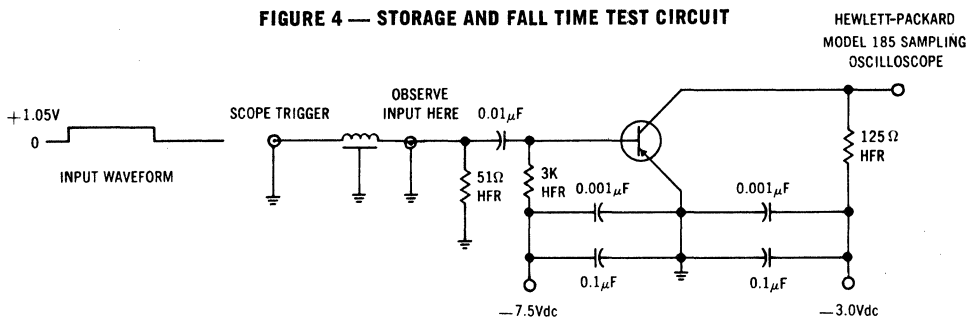 FIGURE 4 — STORAGE AND FALL TIME TEST CIRCUIT
HEWLETT-PACKARD
MODEL 185 SAMPLING
OSCILLOSCOPE
+1.05V
0
INPUT WAVEFORM
SCOPE TRIGGER
OBSERVE
INPUT HERE
0.01μF
51Ω
HFR
3K
HFR
0.001μF
0.001μF
125Ω
HFR
0.1μF
0.1μF
—7.5Vdc
—3.0Vdc